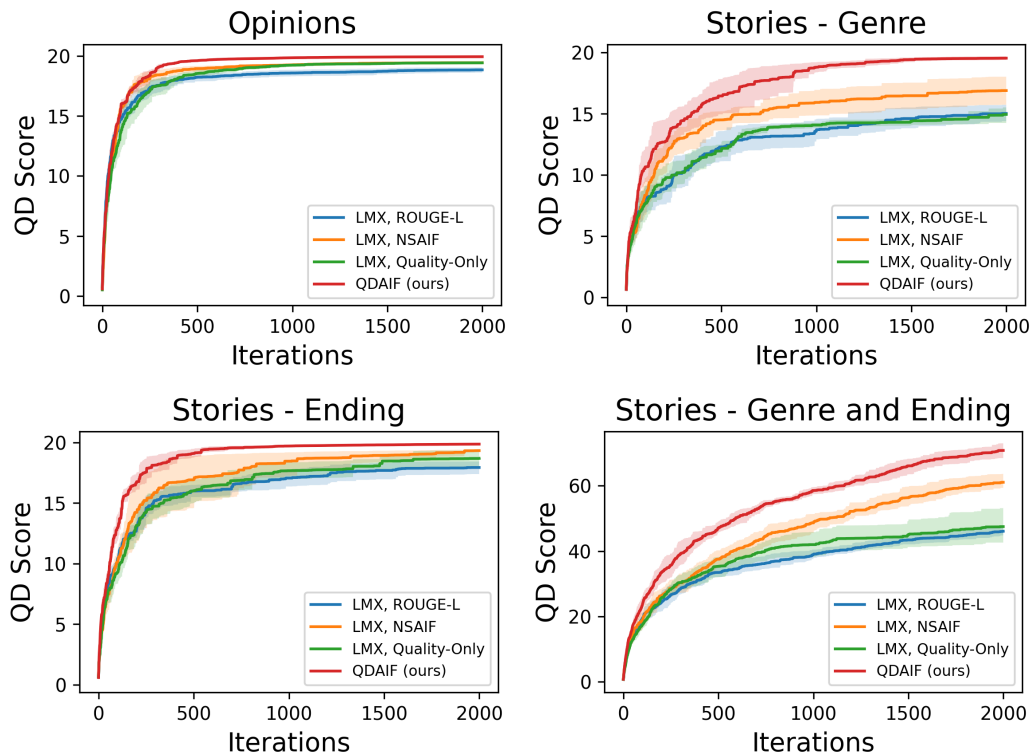 Opinions
20
15
10
5
0
QD Score
0 500 1000 1500 2000
Iterations
LMX, ROUGE-L
LMX, NSAIF
LMX, Quality-Only
QDAIF (ours)
Stories - Genre
20
15
10
5
0
QD Score
0 500 1000 1500 2000
Iterations
LMX, ROUGE-L
LMX, NSAIF
LMX, Quality-Only
QDAIF (ours)
Stories - Ending
20
15
10
5
0
QD Score
0 500 1000 1500 2000
Iterations
LMX, ROUGE-L
LMX, NSAIF
LMX, Quality-Only
QDAIF (ours)
Stories - Genre and Ending
60
40
20
0
QD Score
0 500 1000 1500 2000
Iterations
LMX, ROUGE-L
LMX, NSAIF
LMX, Quality-Only
QDAIF (ours)